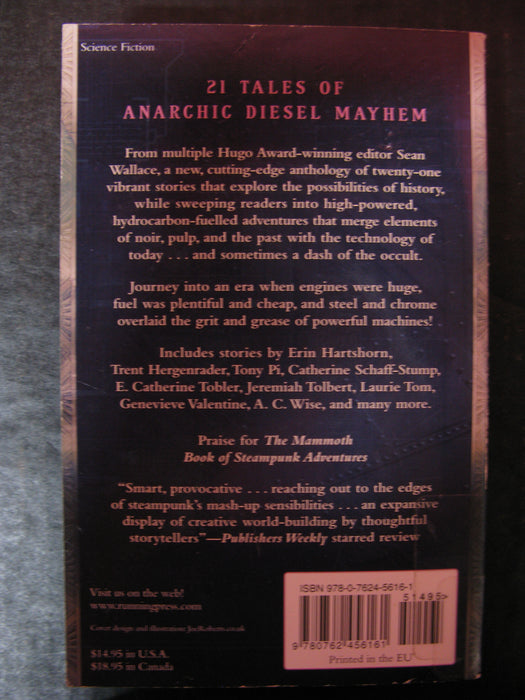 Science Fiction
21 TALES OF
ANARCHIC DIESEL MAYHEM
From multiple Hugo Award-winning editor Sean
Wallace, a new, cutting-edge anthology of twenty-one
vibrant stories that explore the possibilities of history,
while sweeping readers into high-powered,
hydrocarbon-fuelled adventures that merge elements
of noir, pulp, and the past with the technology of
today . . . and sometimes a dash of the occult.
Journey into an era when engines were huge,
fuel was plentiful and cheap, and steel and chrome
overlaid the grit and grease of powerful machines!
Includes stories by Erin Hartshorn,
Trent Hergenrader, Tony Pi, Catherine Schaff-Stump,
E. Catherine Tobler, Jeremiah Tolbert, Laurie Tom,
Genevieve Valentine, A. C. Wise, and many more.
Praise for The Mammoth
Book of Steampunk Adventures
“Smart, provocative . . . reaching out to the edges
of steampunk’s mash-up sensibilities . . . an expansive
display of creative world-building by thoughtful
storytellers”—Publishers Weekly starred review
Visit us on the web!
www.runningpress.com
Cover design and illustration: JoeRoberts.co.uk
$14.95 in U.S.A.
$18.95 in Canada
ISBN 978-0-7624-5616-1
51495>
9 780762 456161
Printed in the EU